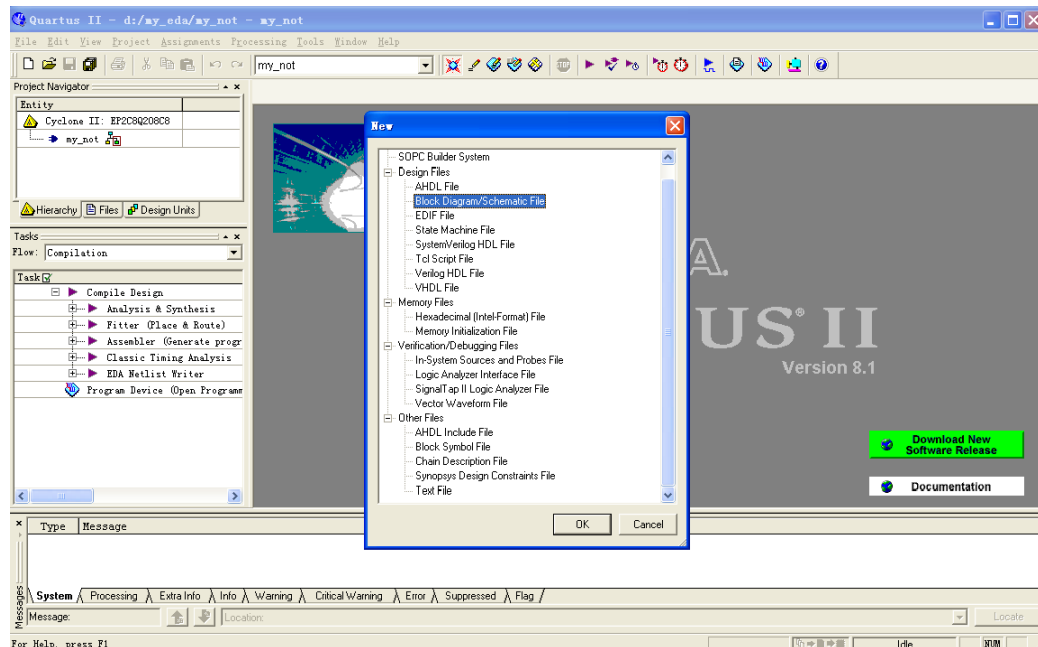 Quartus II - d:/my_eda/my_not - my_not
File Edit View Project Assignments Processing Tools Window Help
my_not
Project Navigator
Entity
Cyclone II: EP2C8Q208C8
my_not
Hierarchy Files Design Units
Tasks
Flow: Compilation
Task
Compile Design
Analysis & Synthesis
Fitter (Place & Route)
Assembler (Generate progr
Classic Timing Analysis
EDA Netlist Writer
Program Device (Open Programm
New
SOPC Builder System
Design Files
AHDL File
Block Diagram/Schematic File
EDIF File
State Machine File
SystemVerilog HDL File
Tcl Script File
Verilog HDL File
VHDL File
Memory Files
Hexadecimal (Intel-Format) File
Memory Initialization File
Verification/Debugging Files
In-System Sources and Probes File
Logic Analyzer Interface File
SignalTap II Logic Analyzer File
Vector Waveform File
Other Files
AHDL Include File
Block Symbol File
Chain Description File
Synopsys Design Constraints File
Text File
OK Cancel
A.
US® II
Version 8.1
Download New
Software Release
Documentation
Type Message
Messages
System Processing Extra Info Info Warning Critical Warning Error Suppressed Flag
Message: Location: Locate
For Help, press F1 Idle NUM